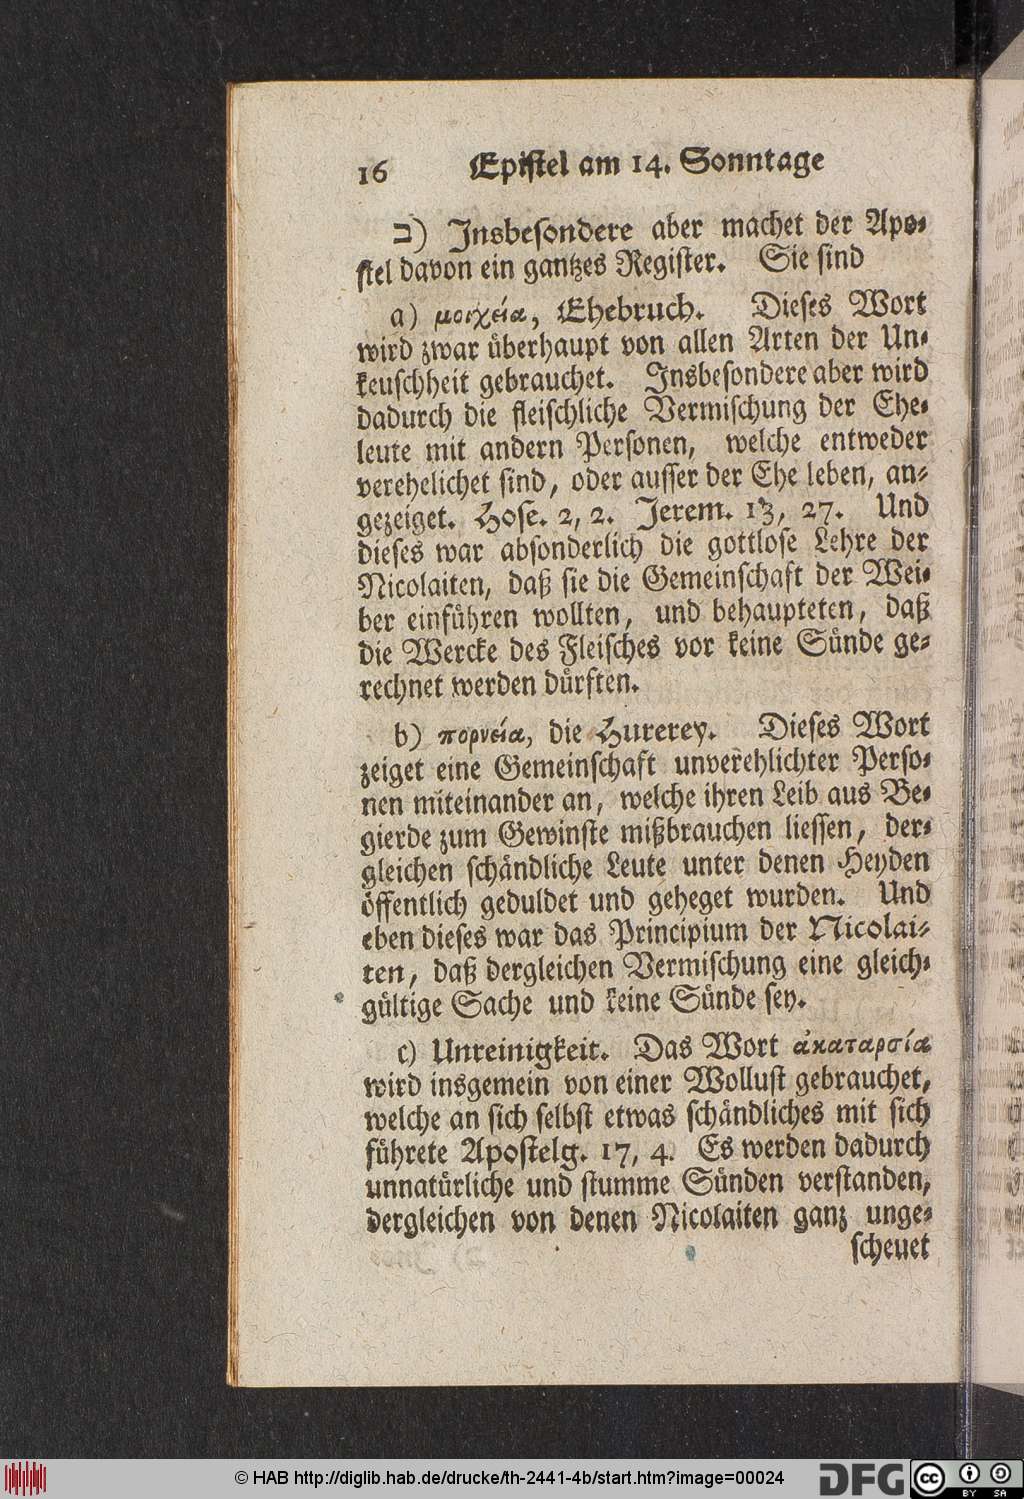 16 Epistel am 14. Sonntage
ב) Insbesondere aber machet der Apo-
stel davon ein gantzes Register. Sie sind
a) μοιχεία, Ehebruch. Dieses Wort
wird zwar überhaupt von allen Arten der Un-
keuschheit gebrauchet. Insbesondere aber wird
dadurch die fleischliche Vermischung der Ehe-
leute mit andern Personen, welche entweder
verehelichet sind, oder ausser der Ehe leben, an-
gezeiget. Hose. 2, 2. Jerem. 13, 27. Und
dieses war absonderlich die gottlose Lehre der
Nicolaiten, daß sie die Gemeinschaft der Wei-
ber einführen wollten, und behaupteten, daß
die Wercke des Fleisches vor keine Sünde ge-
rechnet werden dürften.
b) πορνεία, die Hurerey. Dieses Wort
zeiget eine Gemeinschaft unverehlichter Perso-
nen miteinander an, welche ihren Leib aus Be-
gierde zum Gewinste mißbrauchen liessen, der-
gleichen schändliche Leute unter denen Heyden
öffentlich geduldet und geheget wurden. Und
eben dieses war das Principium der Nicolai-
ten, daß dergleichen Vermischung eine gleich-
gültige Sache und keine Sünde sey.
c) Unreinigkeit. Das Wort ἀκαταρσία
wird insgemein von einer Wollust gebrauchet,
welche an sich selbst etwas schändliches mit sich
führete Apostelg. 17, 4. Es werden dadurch
unnatürliche und stumme Sünden verstanden,
dergleichen von denen Nicolaiten ganz unge-
scheuet
© HAB http://diglib.hab.de/drucke/th-2441-4b/start.htm?image=00024
DFG
cc BY SA